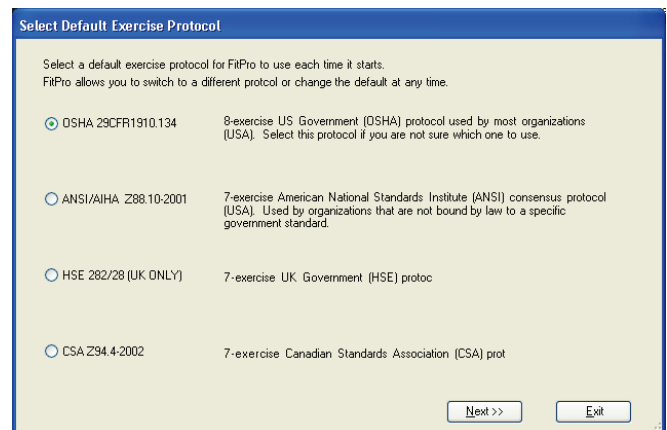 Select Default Exercise Protocol
Select a default exercise protocol for FitPro to use each time it starts.
FitPro allows you to switch to a different protcol or change the default at any time.
OSHA 29CFR1910.134
8-exercise US Government (OSHA) protocol used by most organizations
(USA). Select this protocol if you are not sure which one to use.
ANSI/AIHA Z88.10-2001
7-exercise American National Standards Institute (ANSI) consensus protocol
(USA). Used by organizations that are not bound by law to a specific
government standard.
HSE 282/28 (UK ONLY)
7-exercise UK Government (HSE) protoc
CSA Z94.4-2002
7-exercise Canadian Standards Association (CSA) prot
Next >>
Exit